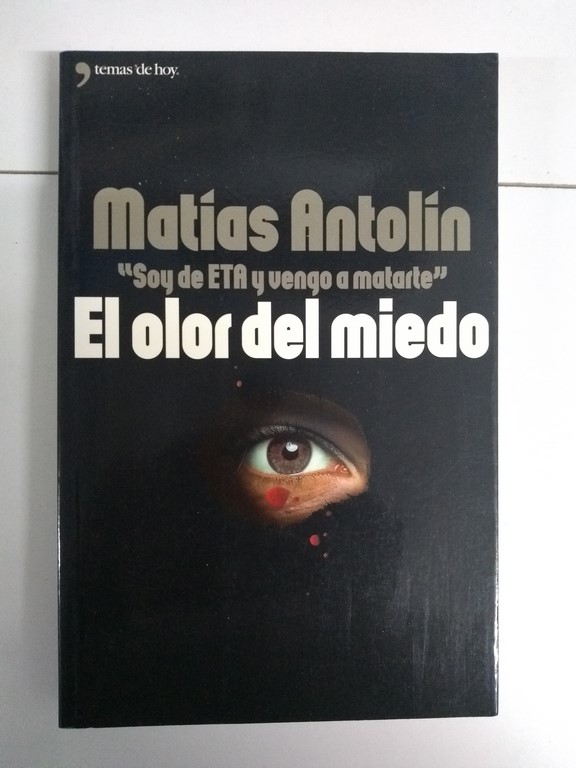 temas de hoy.
Matías Antolín
“Soy de ETA y vengo a matarte”
El olor del miedo